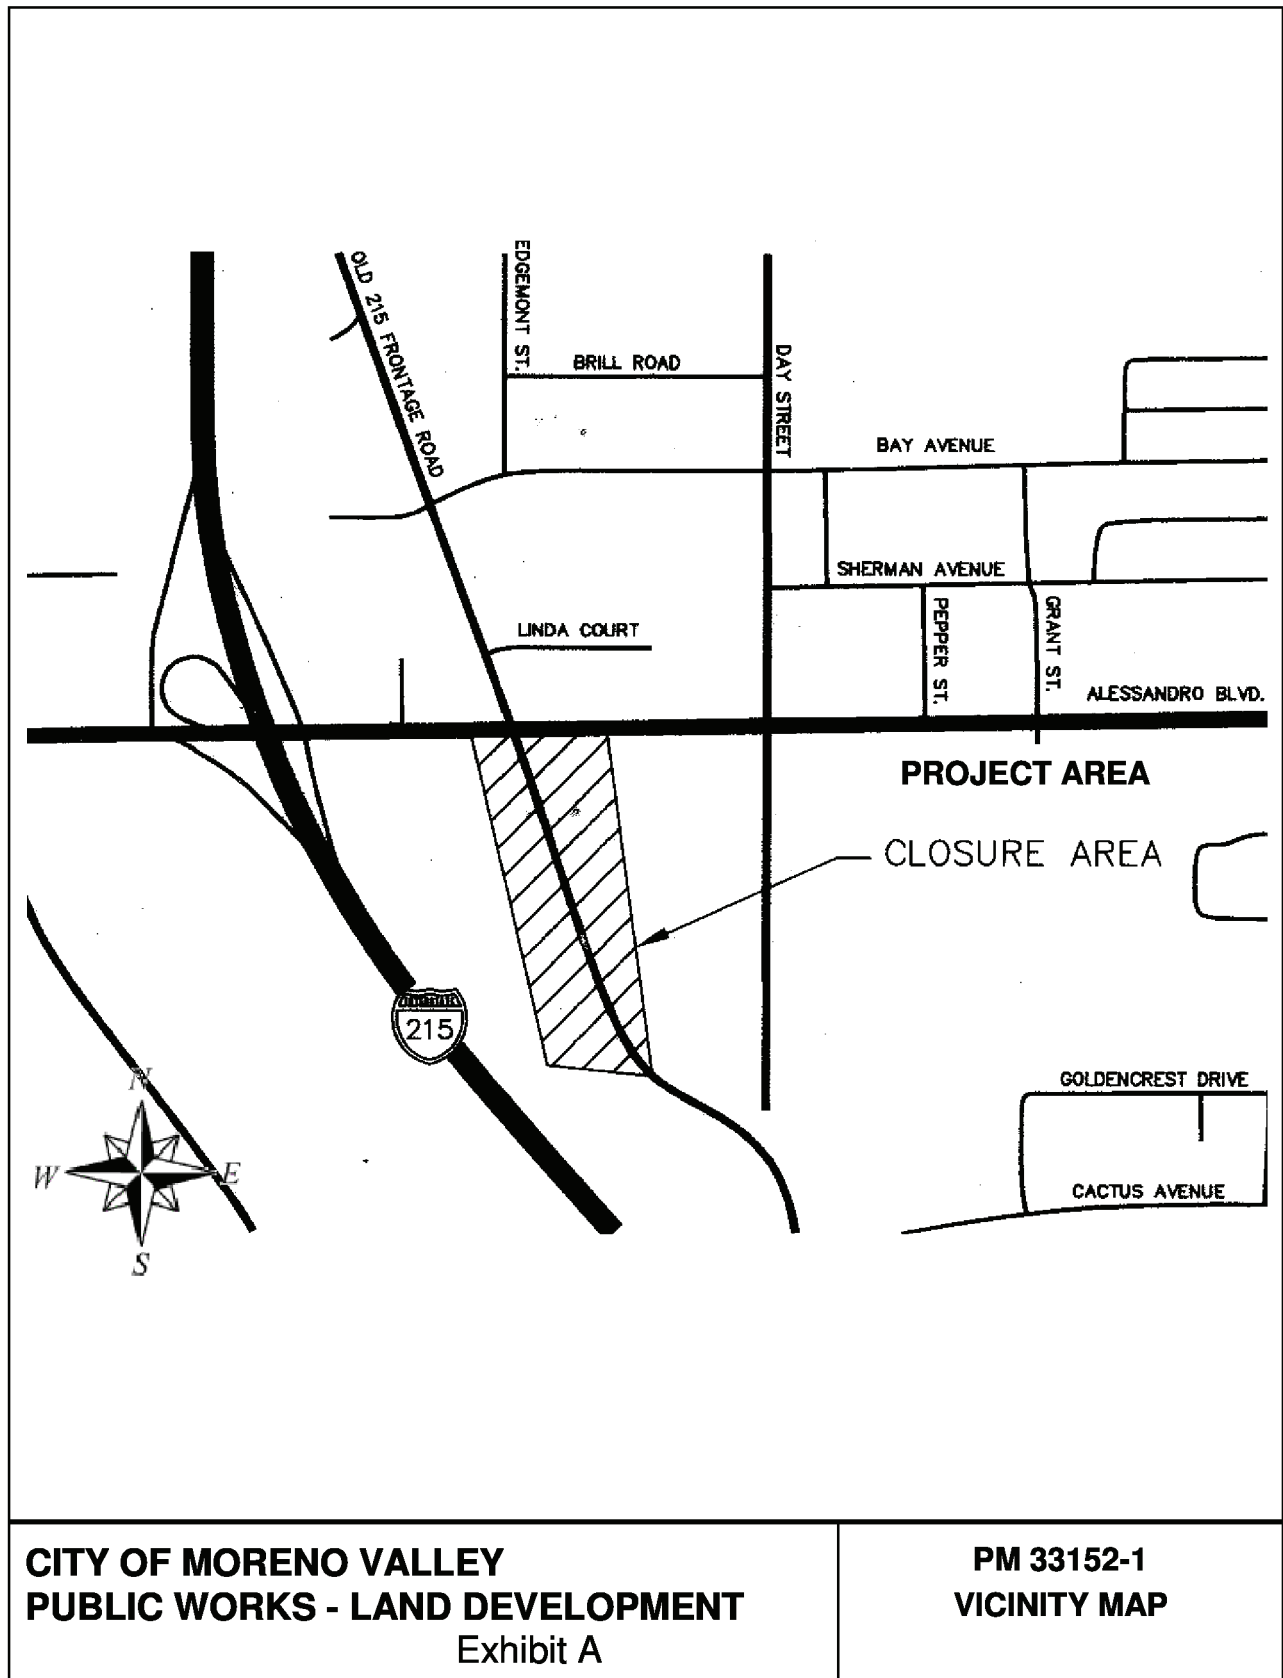 OLD 215 FRONTAGE ROAD
EDGEMONT ST.
BRILL ROAD
DAY STREET
BAY AVENUE
SHERMAN AVENUE
LINDA COURT
PEPPER ST.
GRANT ST.
ALESSANDRO BLVD.
PROJECT AREA
CLOSURE AREA
215
GOLDENCREST DRIVE
CACTUS AVENUE
N
W
E
S
CITY OF MORENO VALLEY
PUBLIC WORKS - LAND DEVELOPMENT
Exhibit A
PM 33152-1
VICINITY MAP